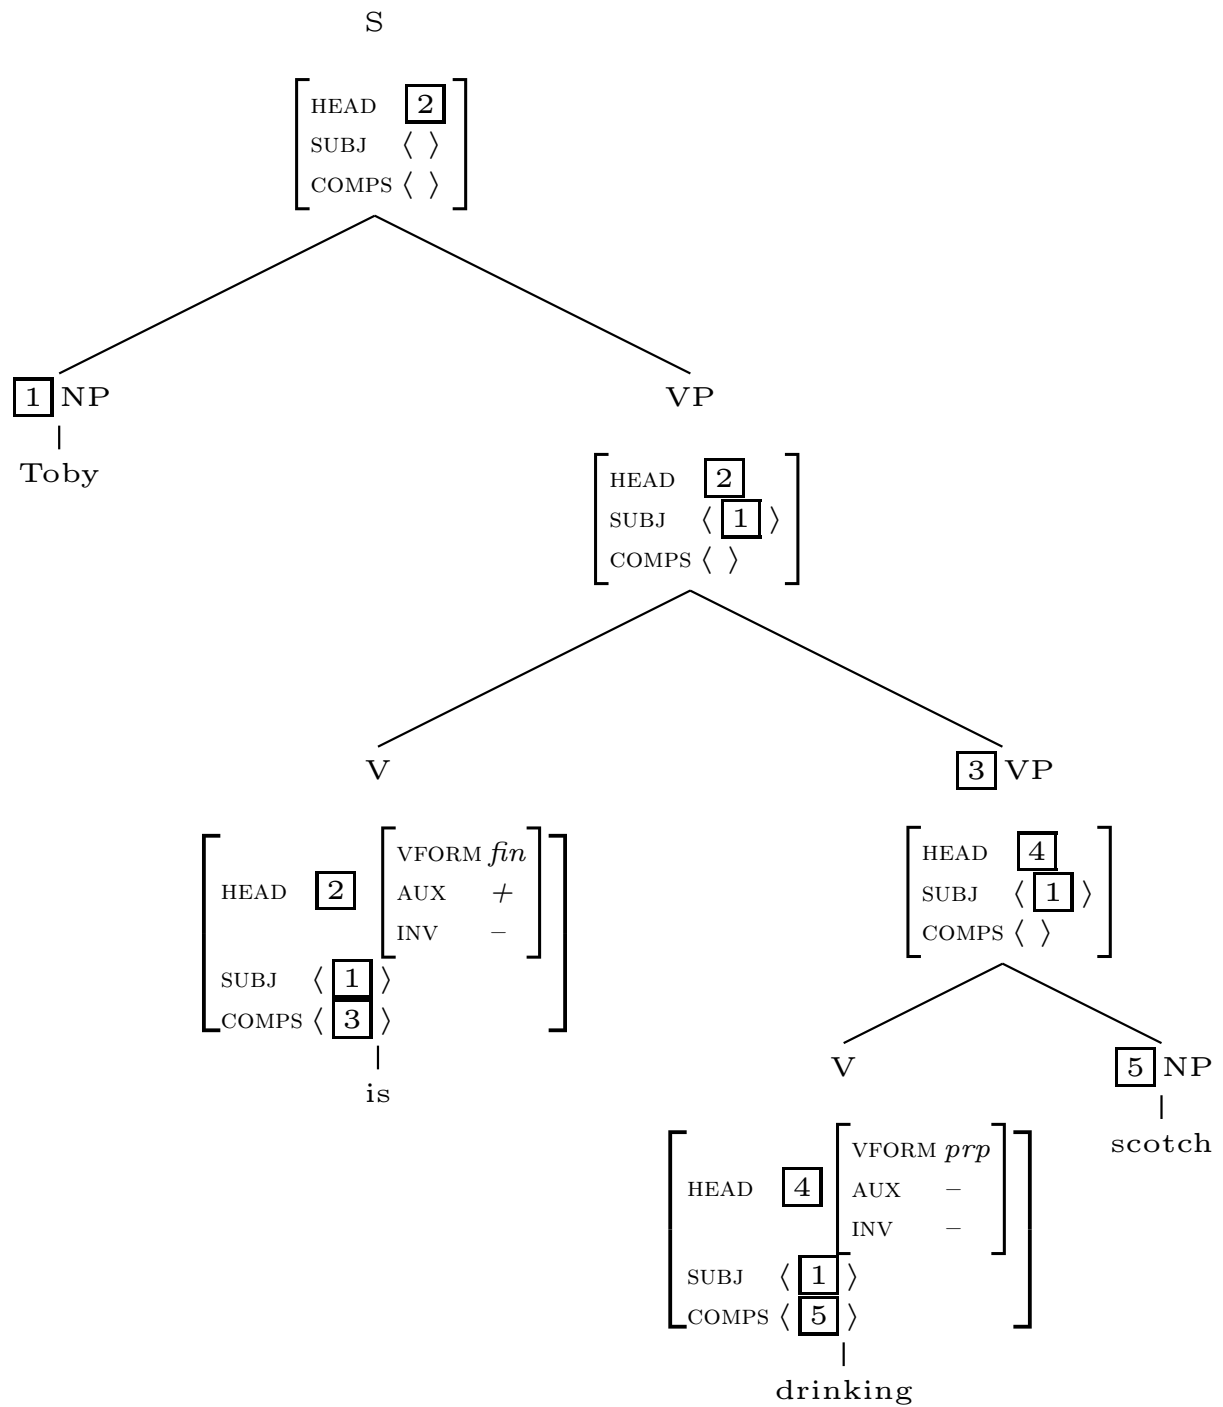 S
HEAD 2
SUBJ ⟨ ⟩
COMPS ⟨ ⟩
1 NP
Toby
VP
HEAD 2
SUBJ ⟨ 1 ⟩
COMPS ⟨ ⟩
V
HEAD 2
VFORM fin
AUX +
INV –
SUBJ ⟨ 1 ⟩
COMPS ⟨ 3 ⟩
is
3 VP
HEAD 4
SUBJ ⟨ 1 ⟩
COMPS ⟨ ⟩
V
HEAD 4
VFORM prp
AUX –
INV –
SUBJ ⟨ 1 ⟩
COMPS ⟨ 5 ⟩
drinking
5 NP
scotch